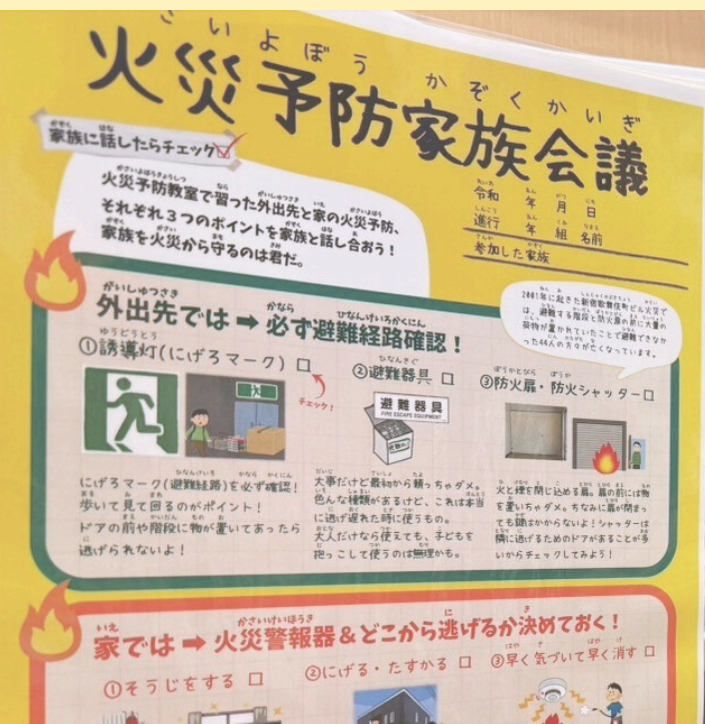 火災予防家族会議
さいよぼうかぞくかいぎ
家族に話したらチェック
火災予防教室で習った外出先と家の火災予防、
それぞれ3つのポイントを家族と話し合おう！
家族を火災から守るのは君だ。
令和　年　月　日
進行　年　組　名前
参加した家族
外出先では➡必ず避難経路確認！
2001年に起きた新宿歌舞伎町ビル火災で
は、避難する階段と防火扉の前に大量の
荷物が置かれていたことで避難できなか
った44人の方々が亡くなっています。
①誘導灯(にげろマーク) □
チェック！
にげろマーク(避難経路)を必ず確認！
歩いて見て回るのがポイント！
ドアの前や階段に物が置いてあったら
逃げられないよ！
②避難器具 □
避難器具
FIRE ESCAPE EQUIPMENT
大事だけど最初から頼っちゃダメ。
色んな種類があるけど、これは本当
に逃げ遅れた時に使うもの。
大人だけなら使えても、子どもを
抱っこして使うのは無理かも。
③防火扉・防火シャッター□
火と煙を閉じ込める扉。扉の前には物
を置いちゃダメ。ちなみに扉が閉まっ
ても鍵はかからないよ！シャッターは
隣に逃げるためのドアがあることが多
いからチェックしてみよう！
家では➡火災警報器&どこから逃げるか決めておく！
①そうじをする □
②にげる・たすかる □
③早く気づいて早く消す □